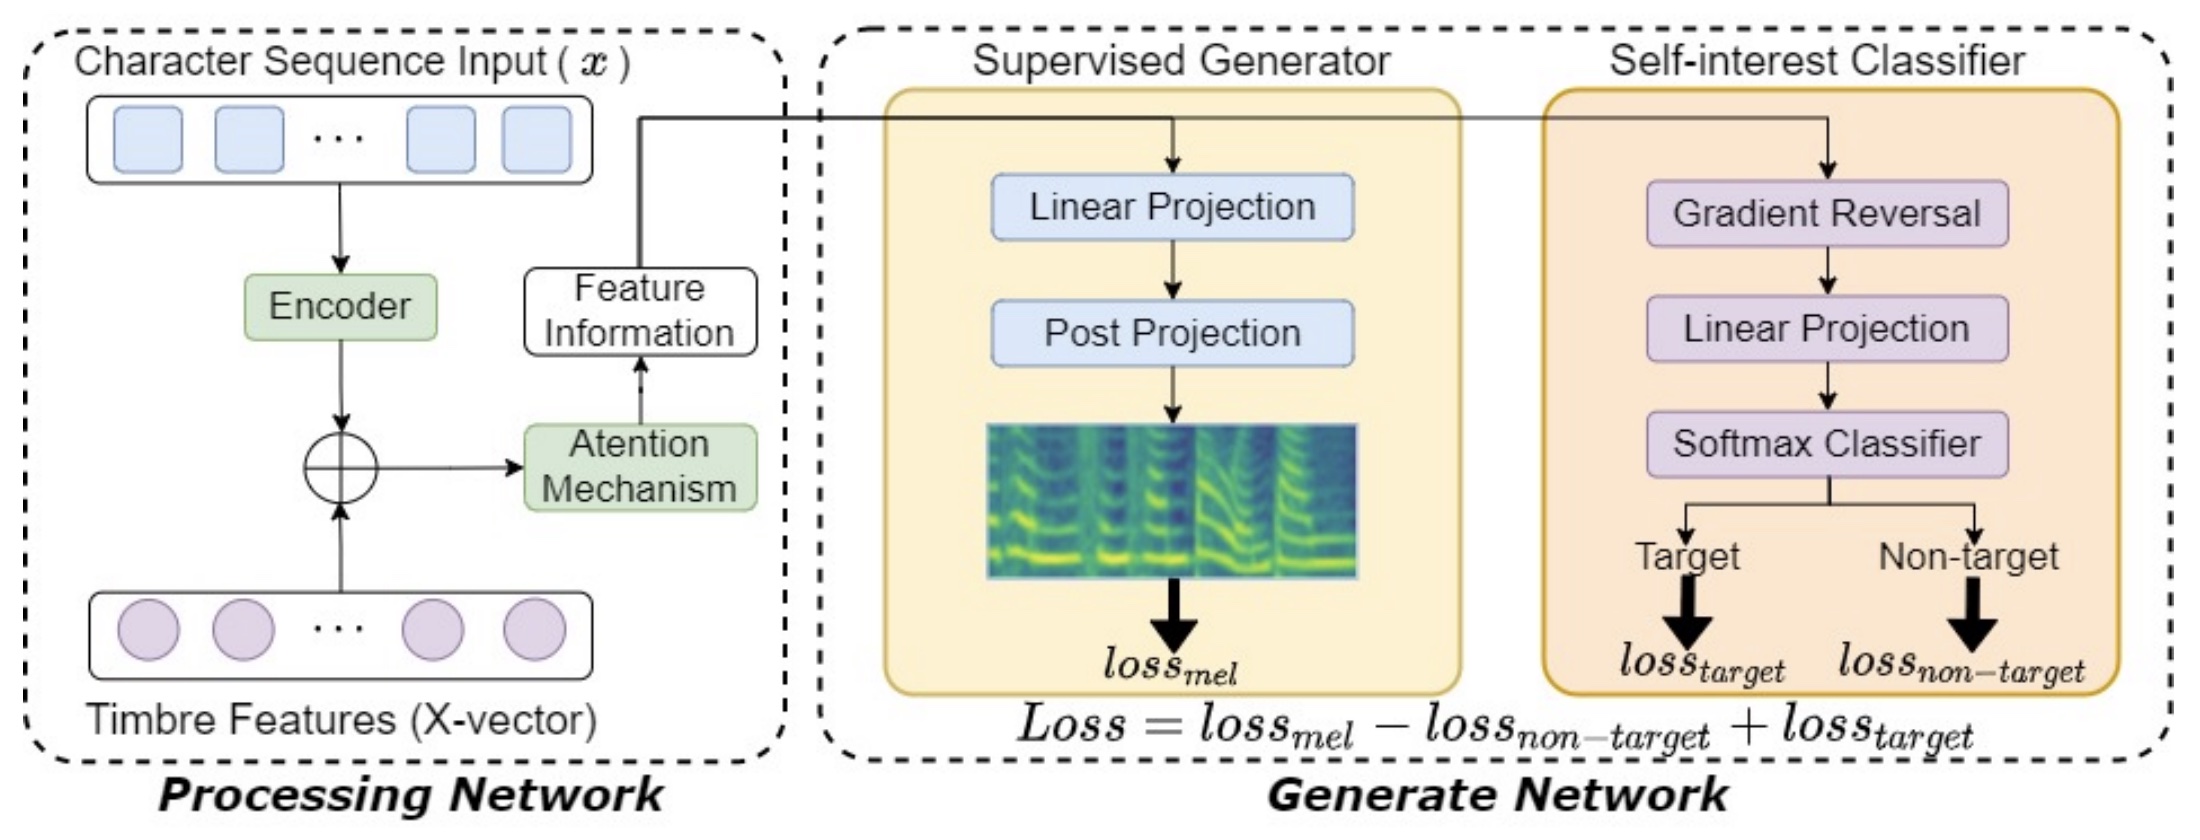 Character Sequence Input ( x )
Encoder
Feature
Information
Atention
Mechanism
Timbre Features (X-vector)
Processing Network
Supervised Generator
Linear Projection
Post Projection
loss_{mel}
Self-interest Classifier
Gradient Reversal
Linear Projection
Softmax Classifier
Target
Non-target
loss_{target}
loss_{non-target}
Loss = loss_{mel} − loss_{non-target} + loss_{target}
Generate Network